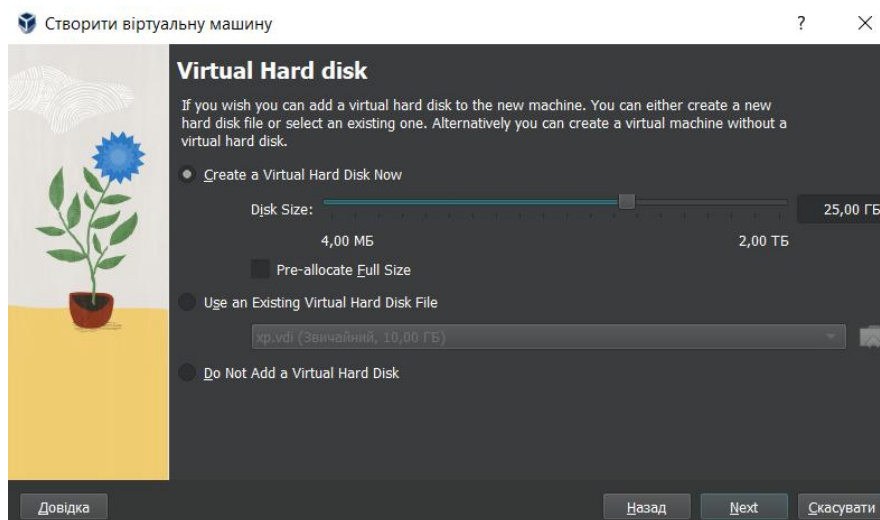 Створити віртуальну машину
?
Virtual Hard disk
If you wish you can add a virtual hard disk to the new machine. You can either create a new
hard disk file or select an existing one. Alternatively you can create a virtual machine without a
virtual hard disk.
Create a Virtual Hard Disk Now
Disk Size:
25,00 ГБ
4,00 МБ
2,00 ТБ
Pre-allocate Full Size
Use an Existing Virtual Hard Disk File
xp.vdi (Звичайний, 10,00 ГБ)
Do Not Add a Virtual Hard Disk
Довідка
Назад
Next
Скасувати